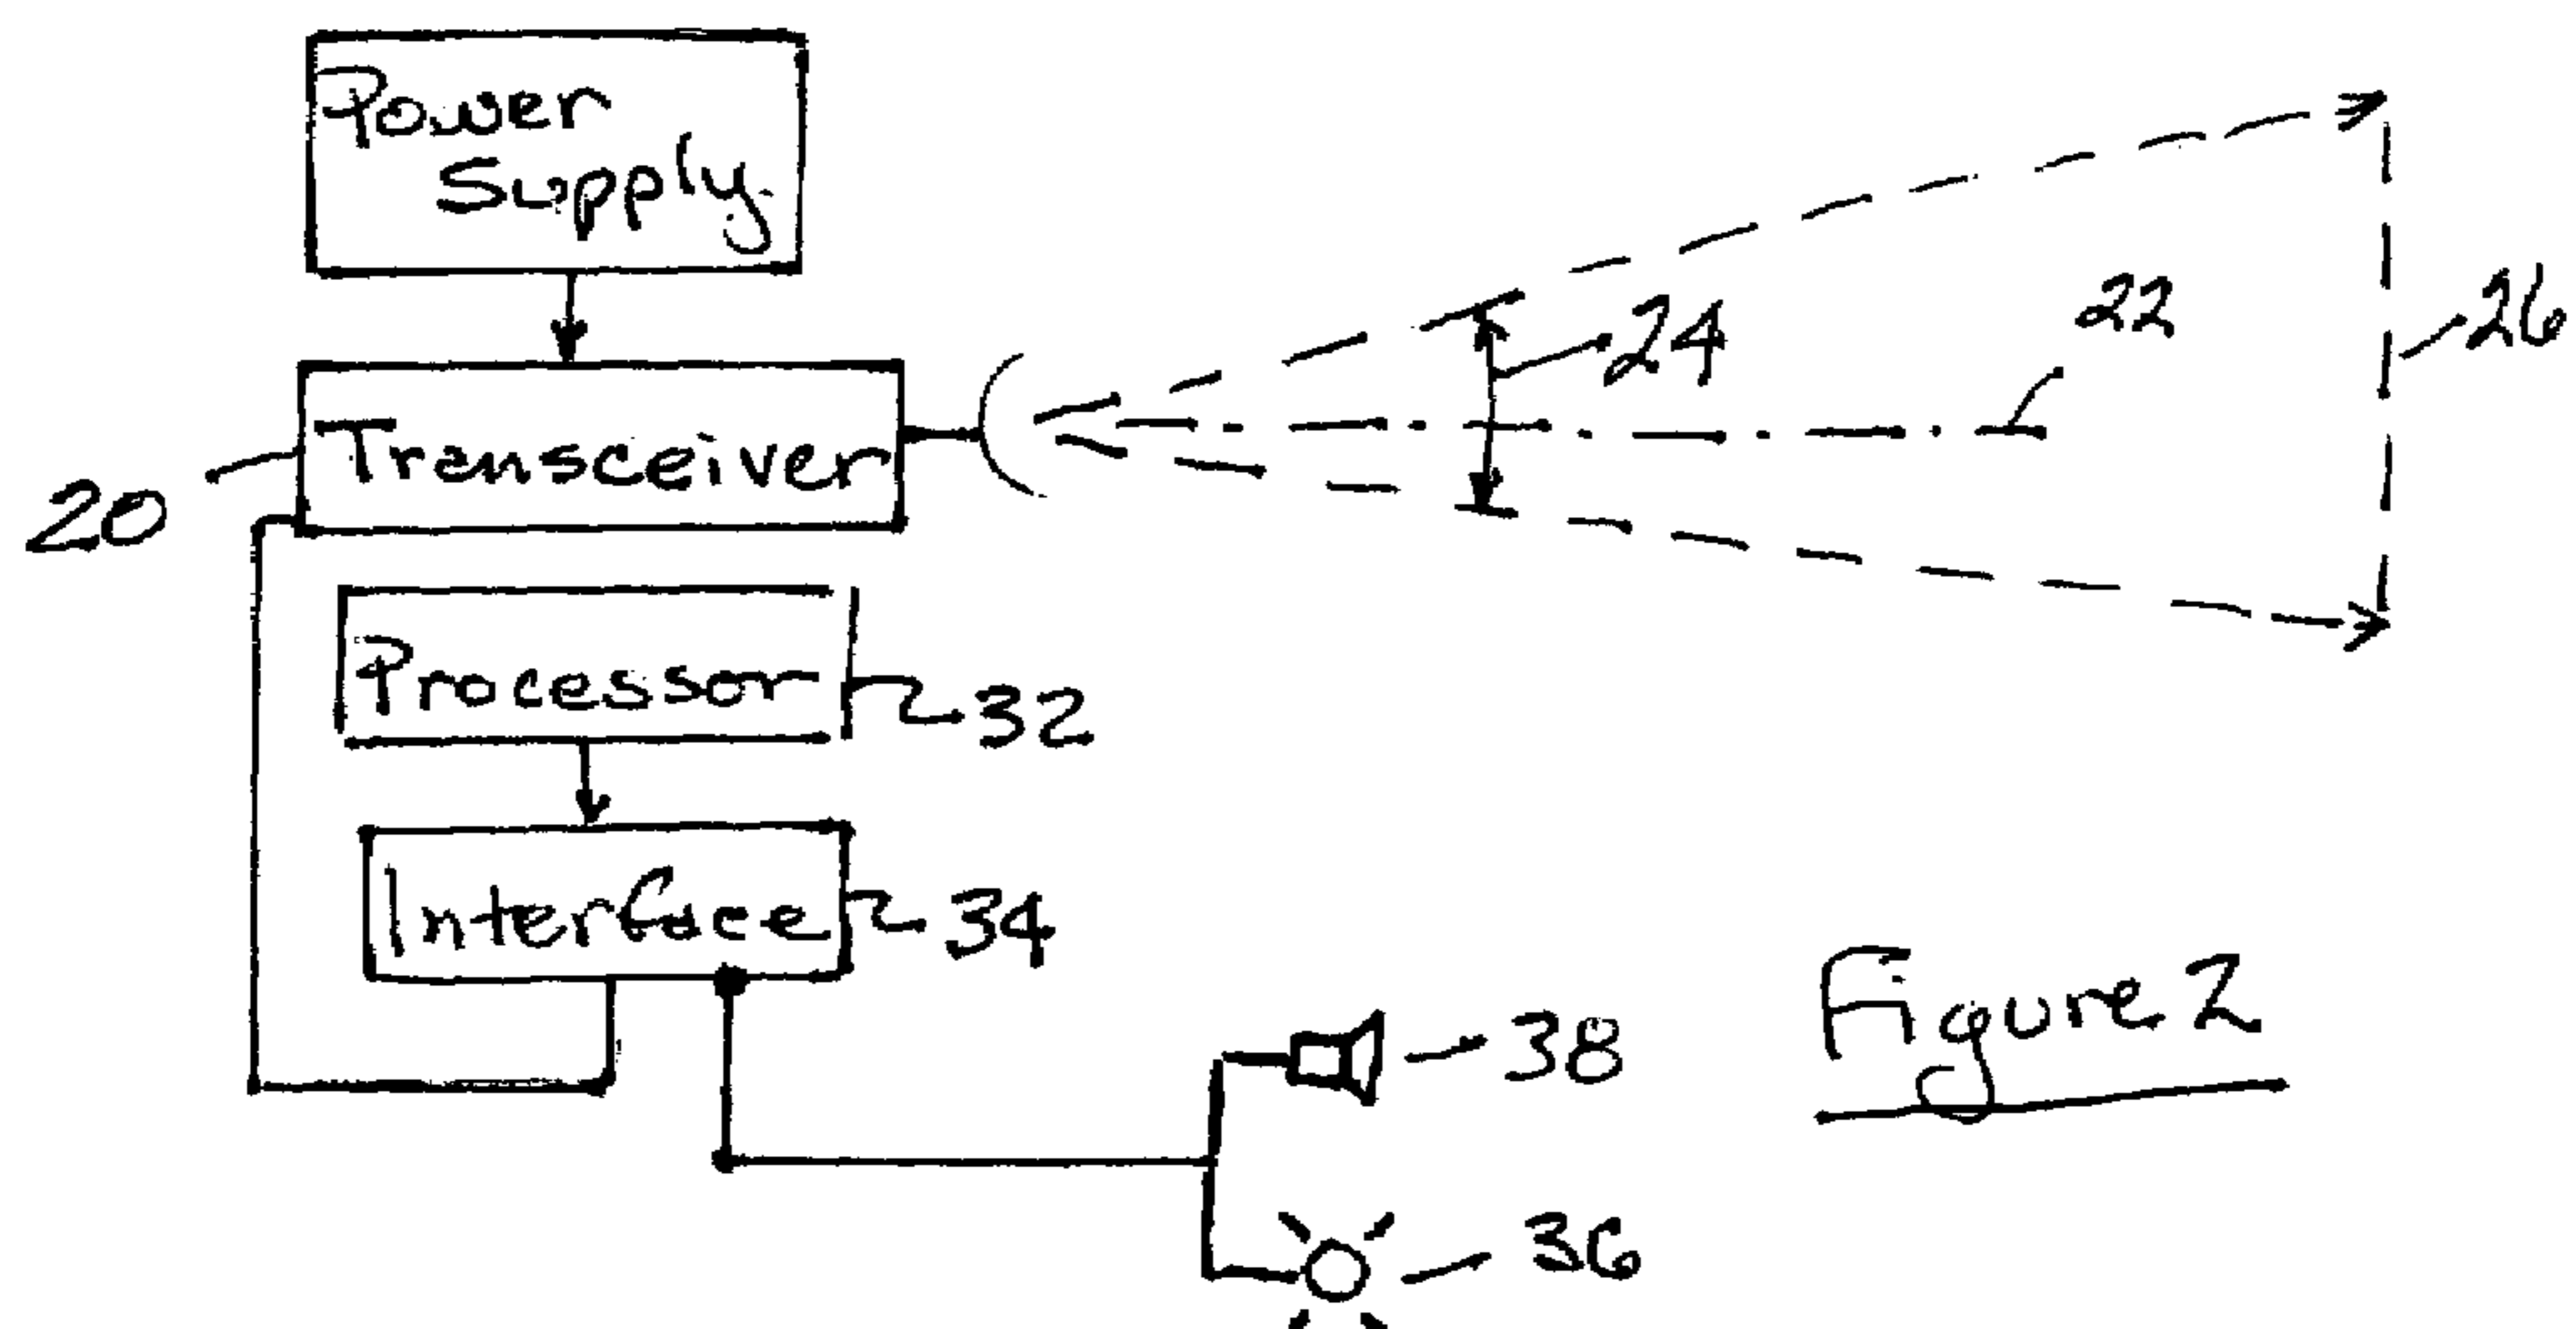 Power
Supply
24
22
26
Transceiver
20
Processor
32
Interface
34
38
Figure 2
36